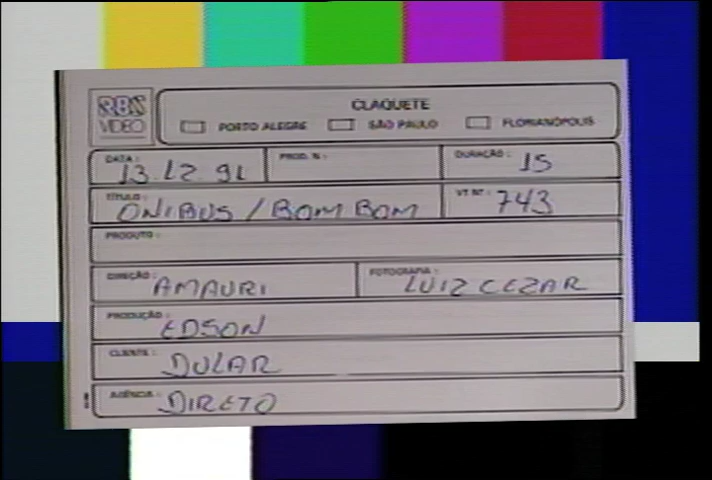 RBS VIDEO
CLAQUETE
PORTO ALEGRE SÃO PAULO FLORIANÓPOLIS
DATA: 13.12.91 PROD. N: DURAÇÃO: 15
TÍTULO: ONIBUS / BOM BOM VT Nº: 743
PRODUTO:
DIREÇÃO: AMAURI FOTOGRAFIA: LUIZ CEZAR
PRODUÇÃO: EDSON
CLIENTE: DULAR
AGÊNCIA: DIRETO